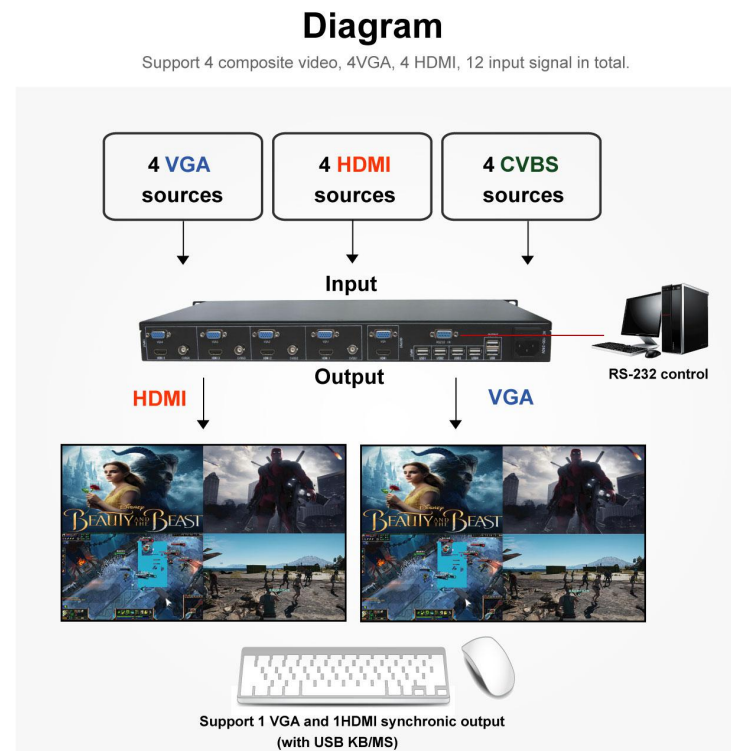 Diagram
Support 4 composite video, 4VGA, 4 HDMI, 12 input signal in total.
4 VGA
sources
4 HDMI
sources
4 CVBS
sources
Input
RS-232 control
Output
HDMI
VGA
Disney
BEAUTY AND THE BEAST
Disney
BEAUTY AND THE BEAST
Support 1 VGA and 1HDMI synchronic output
(with USB KB/MS)